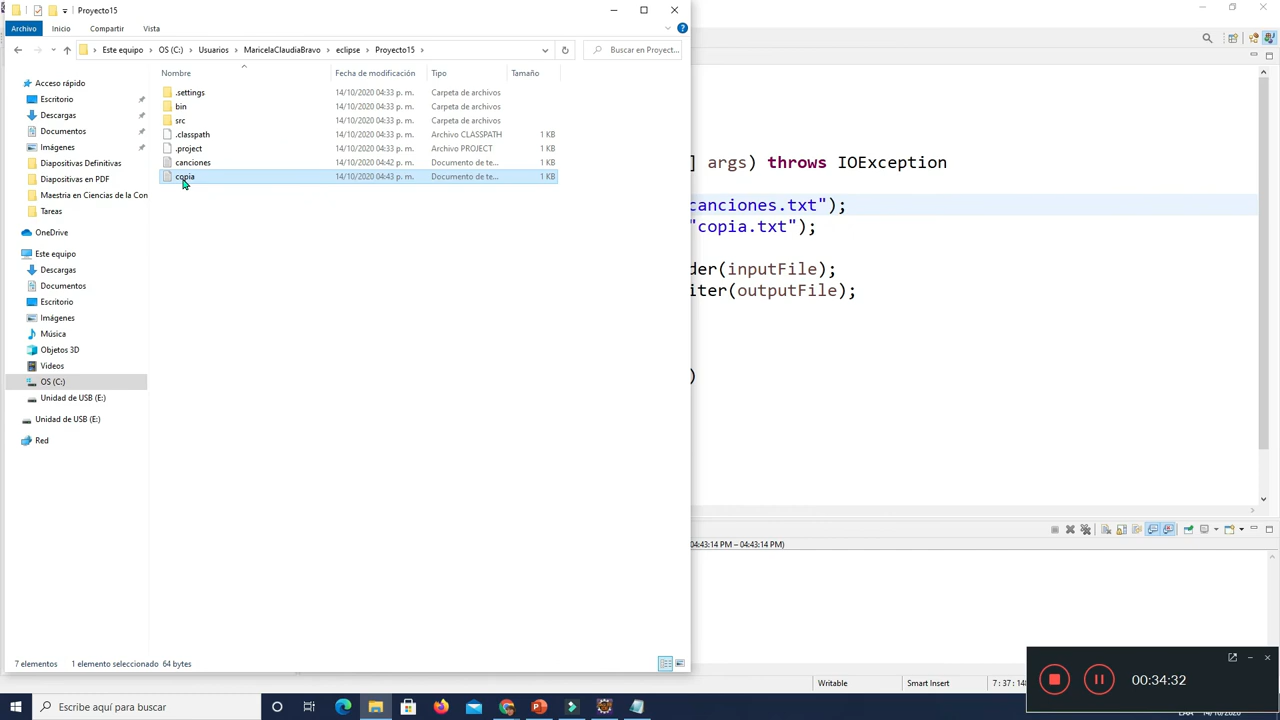 Proyecto15
Archivo Inicio Compartir Vista
Este equipo OS (C:) Usuarios MaricelaClaudiaBravo eclipse Proyecto15
Buscar en Proyect...
Nombre Fecha de modificación Tipo Tamaño
.settings 14/10/2020 04:33 p. m. Carpeta de archivos
bin 14/10/2020 04:33 p. m. Carpeta de archivos
src 14/10/2020 04:33 p. m. Carpeta de archivos
.classpath 14/10/2020 04:33 p. m. Archivo CLASSPATH 1 KB
.project 14/10/2020 04:33 p. m. Archivo PROJECT 1 KB
canciones 14/10/2020 04:42 p. m. Documento de te... 1 KB
copia 14/10/2020 04:43 p. m. Documento de te... 1 KB
Acceso rápido
Escritorio
Descargas
Documentos
Imágenes
Diapositivas Definitivas
Diapositivas en PDF
Maestria en Ciencias de la Con
Tareas
OneDrive
Este equipo
Descargas
Documentos
Escritorio
Imágenes
Música
Objetos 3D
Videos
OS (C:)
Unidad de USB (E:)
Unidad de USB (E:)
Red
7 elementos 1 elemento seleccionado 64 bytes
] args) throws IOException
canciones.txt");
"copia.txt");
der(inputFile);
iter(outputFile);
)
04:43:14 PM – 04:43:14 PM)
Writable Smart Insert
00:34:32
Escribe aquí para buscar